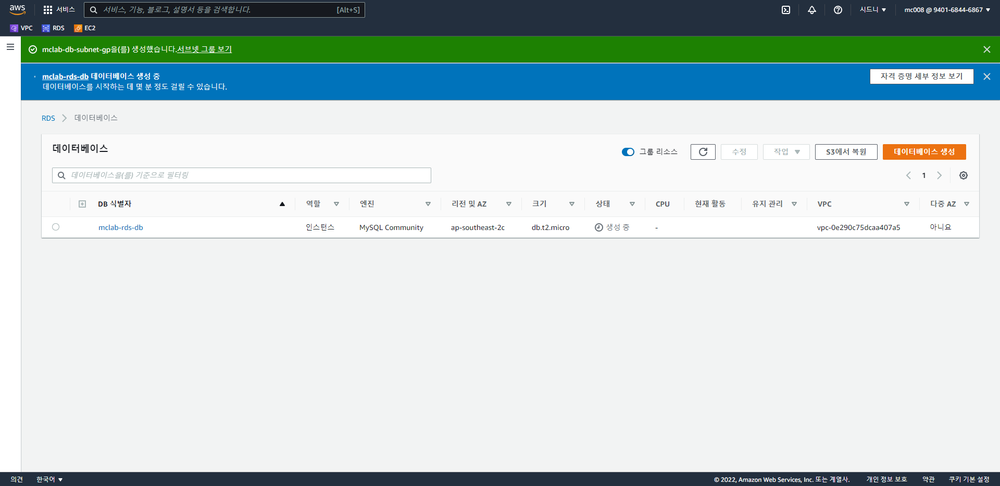 aws 서비스 서비스, 기능, 블로그, 설명서 등을 검색합니다. [Alt+S] 시드니 ▼ mc008 @ 9401-6844-6867 ▼
VPC RDS EC2
mclab-db-subnet-gp을(를) 생성했습니다.서브넷 그룹 보기
mclab-rds-db 데이터베이스 생성 중 자격 증명 세부 정보 보기
데이터베이스를 시작하는 데 몇 분 정도 걸릴 수 있습니다.
RDS 데이터베이스
데이터베이스 그룹 리소스 수정 작업 ▼ S3에서 복원 데이터베이스 생성
데이터베이스을(를) 기준으로 필터링 1
DB 식별자 역할 엔진 리전 및 AZ 크기 상태 CPU 현재 활동 유지 관리 VPC 다중 AZ
mclab-rds-db 인스턴스 MySQL Community ap-southeast-2c db.t2.micro 생성 중 - vpc-0e290c75dcaa407a5 아니요
의견 한국어 ▼ © 2022, Amazon Web Services, Inc. 또는 계열사. 개인 정보 보호 약관 쿠키 기본 설정